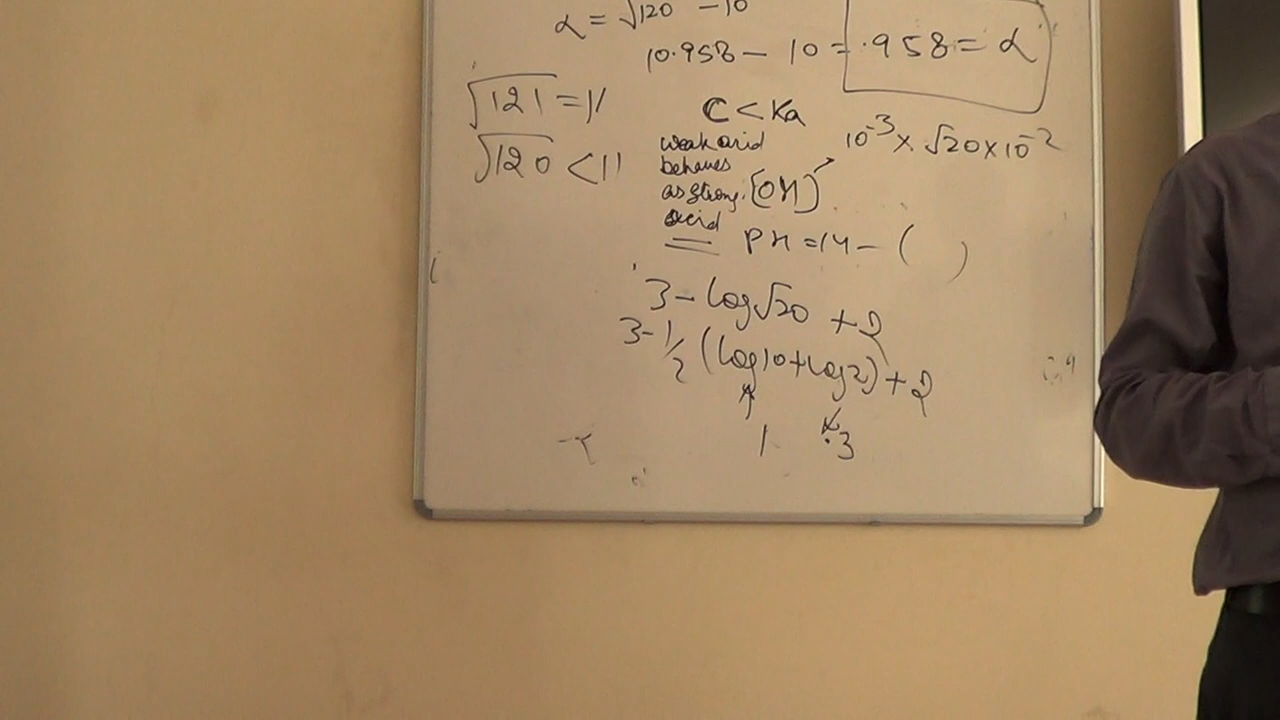 α = √120 - 10
10.958 - 10 = .958 = α
√121 = 11
√120 < 11
C < Ka
weak acid
behaves
as strong
acid
10⁻³ × √20 × 10⁻²
[OH]
PH = 14 - ( )
3 - log√20 + 2
3 - 1/2 (log10 + log2) + 2
1 .3